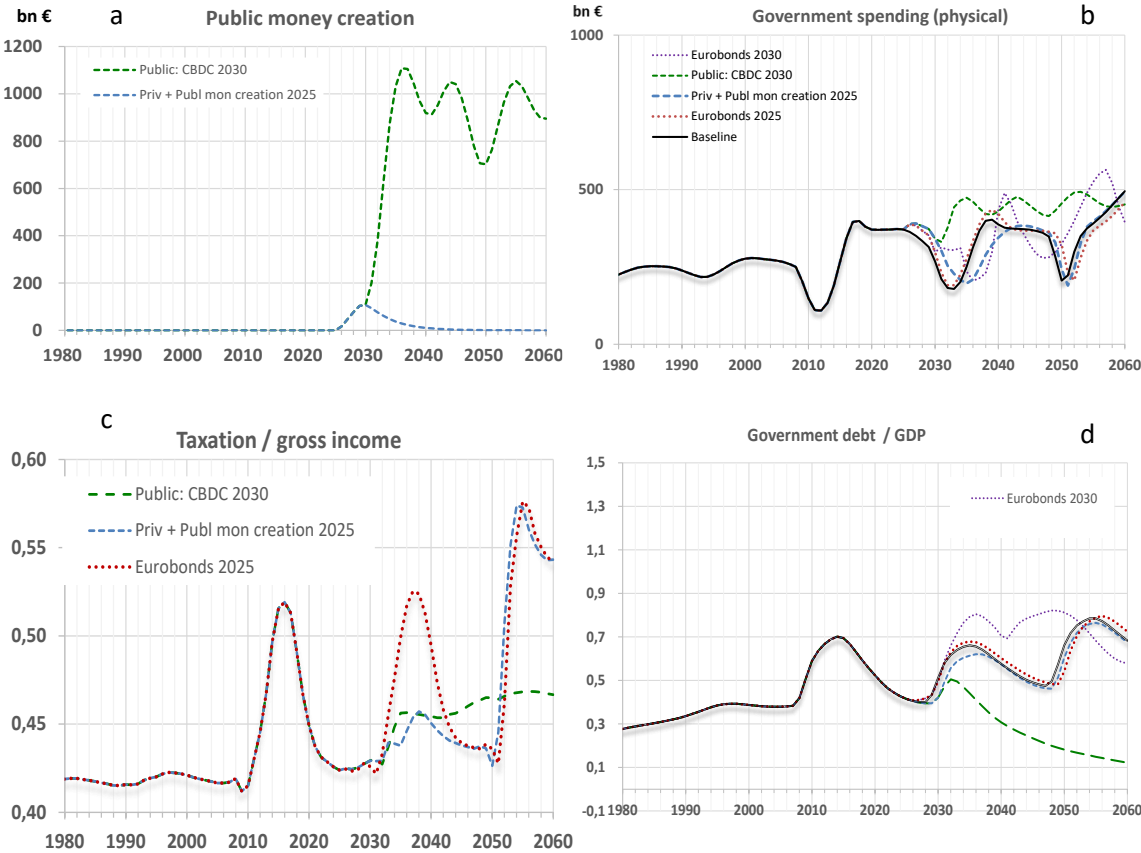 bn €
a
Public money creation
1200
1000
800
600
400
200
0
Public: CBDC 2030
Priv + Publ mon creation 2025
1980 1990 2000 2010 2020 2030 2040 2050 2060
bn €
Government spending (physical)
b
1000
500
0
Eurobonds 2030
Public: CBDC 2030
Priv + Publ mon creation 2025
Eurobonds 2025
Baseline
1980 1990 2000 2010 2020 2030 2040 2050 2060
c
Taxation / gross income
0,60
0,55
0,50
0,45
0,40
Public: CBDC 2030
Priv + Publ mon creation 2025
Eurobonds 2025
1980 1990 2000 2010 2020 2030 2040 2050 2060
Government debt / GDP
d
1,5
1,3
1,1
0,9
0,7
0,5
0,3
0,1
-0,1
Eurobonds 2030
1980 1990 2000 2010 2020 2030 2040 2050 2060